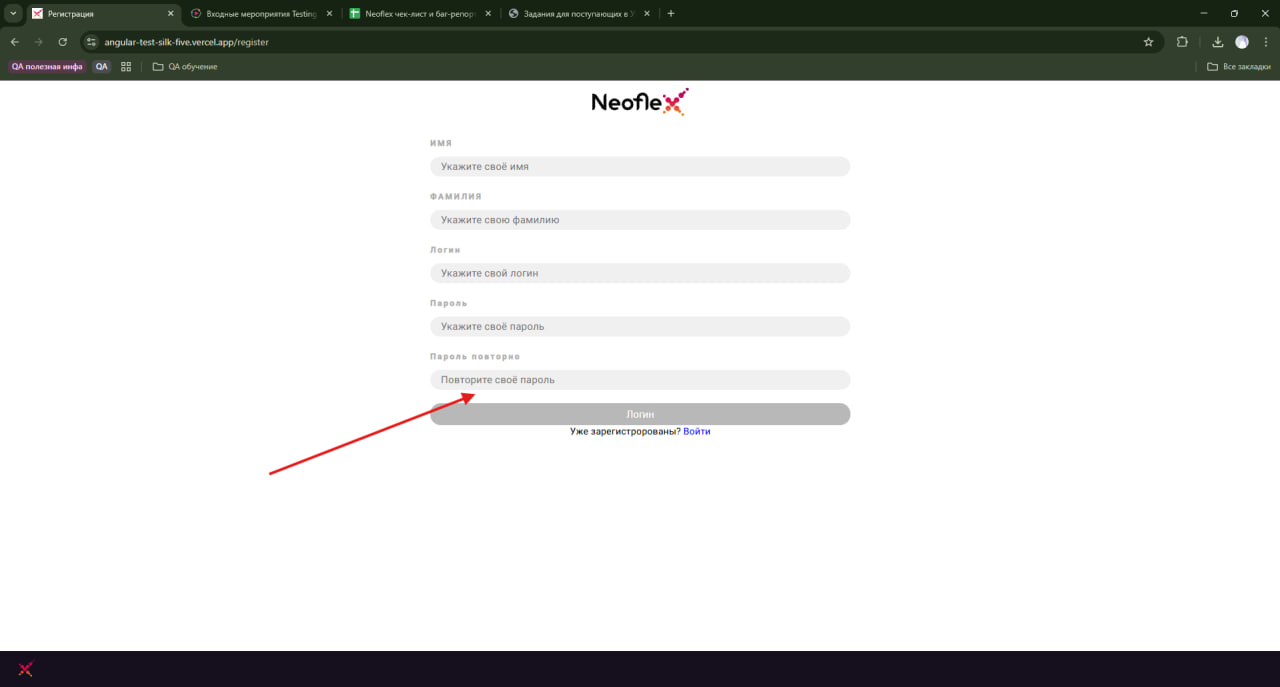 Регистрация
Входные мероприятия Testing
Neoflex чек-лист и баг-репор
Задания для поступающих в У
angular-test-silk-five.vercel.app/register
QA полезная инфа
QA
QA обучение
Все закладки
Neoflex
ИМЯ
Укажите своё имя
ФАМИЛИЯ
Укажите свою фамилию
Логин
Укажите свой логин
Пароль
Укажите своё пароль
Пароль повторно
Повторите своё пароль
Логин
Уже зарегистророваны? Войти